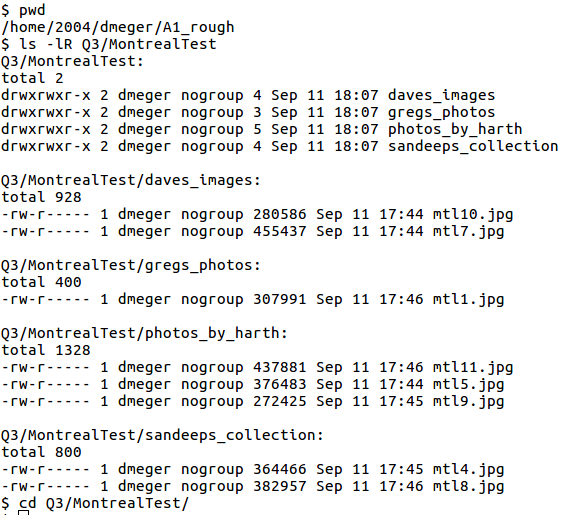 $ pwd
/home/2004/dmeger/A1_rough
$ ls -lR Q3/MontrealTest
Q3/MontrealTest:
total 2
drwxrwxr-x 2 dmeger nogroup 4 Sep 11 18:07 daves_images
drwxrwxr-x 2 dmeger nogroup 3 Sep 11 18:07 gregs_photos
drwxrwxr-x 2 dmeger nogroup 5 Sep 11 18:07 photos_by_harth
drwxrwxr-x 2 dmeger nogroup 4 Sep 11 18:07 sandeeps_collection

Q3/MontrealTest/daves_images:
total 928
-rw-r----- 1 dmeger nogroup 280586 Sep 11 17:44 mtl10.jpg
-rw-r----- 1 dmeger nogroup 455437 Sep 11 17:44 mtl7.jpg

Q3/MontrealTest/gregs_photos:
total 400
-rw-r----- 1 dmeger nogroup 307991 Sep 11 17:46 mtl1.jpg

Q3/MontrealTest/photos_by_harth:
total 1328
-rw-r----- 1 dmeger nogroup 437881 Sep 11 17:46 mtl11.jpg
-rw-r----- 1 dmeger nogroup 376483 Sep 11 17:44 mtl5.jpg
-rw-r----- 1 dmeger nogroup 272425 Sep 11 17:45 mtl9.jpg

Q3/MontrealTest/sandeeps_collection:
total 800
-rw-r----- 1 dmeger nogroup 364466 Sep 11 17:45 mtl4.jpg
-rw-r----- 1 dmeger nogroup 382957 Sep 11 17:46 mtl8.jpg
$ cd Q3/MontrealTest/